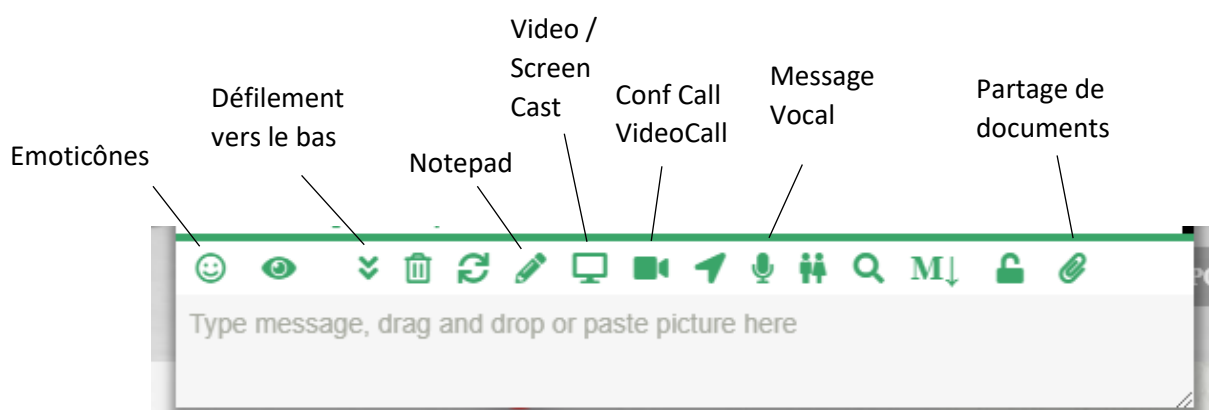 Video /
Screen
Cast
Conf Call
VideoCall
Message
Vocal
Partage de
documents
Défilement
vers le bas
Emoticônes
Notepad
M↓
Type message, drag and drop or paste picture here